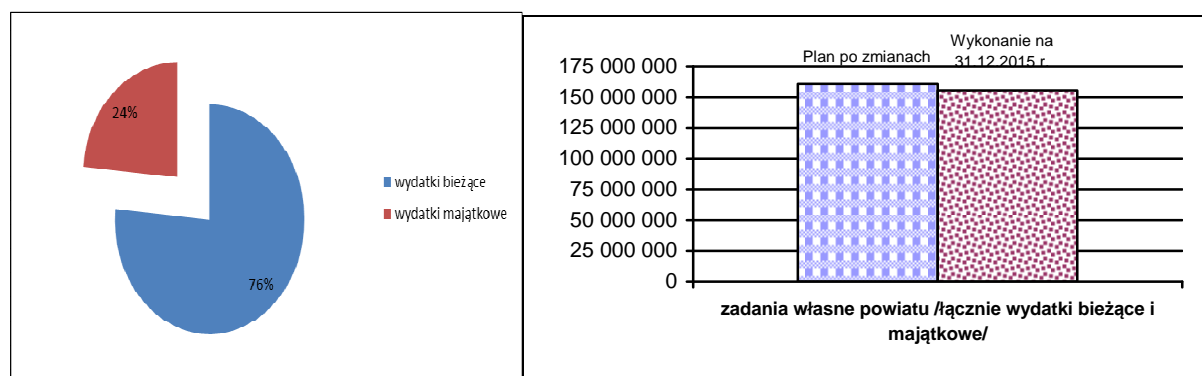 24%
76%
wydatki bieżące
wydatki majątkowe
Plan po zmianach
Wykonanie na
31.12.2015 r.
175 000 000
150 000 000
125 000 000
100 000 000
75 000 000
50 000 000
25 000 000
0
zadania własne powiatu /łącznie wydatki bieżące i
majątkowe/